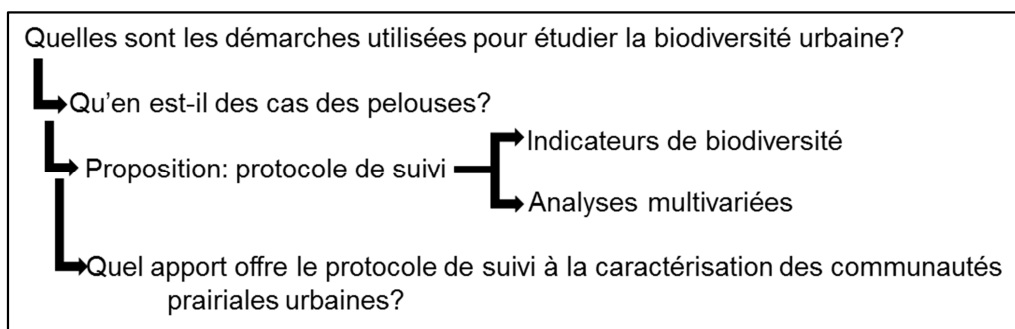 Quelles sont les démarches utilisées pour étudier la biodiversité urbaine?
Qu'en est-il des cas des pelouses?
Indicateurs de biodiversité
Proposition: protocole de suivi
Analyses multivariées
Quel apport offre le protocole de suivi à la caractérisation des communautés
prairiales urbaines?